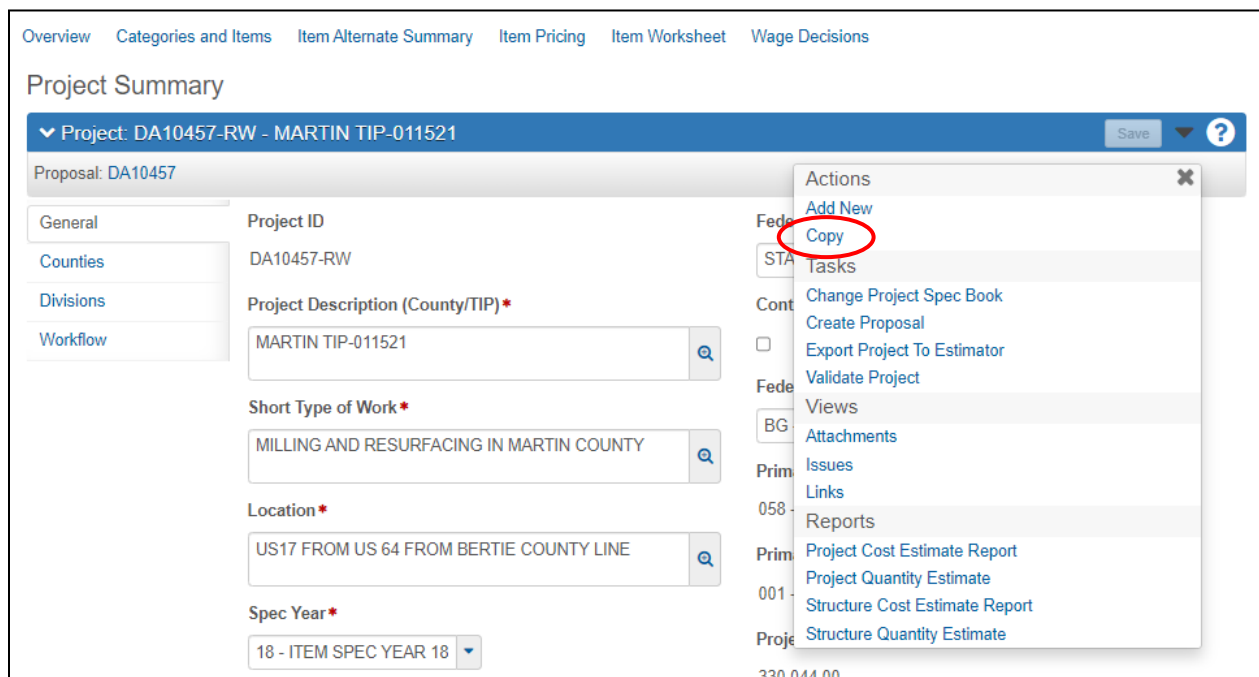 Overview Categories and Items Item Alternate Summary Item Pricing Item Worksheet Wage Decisions
Project Summary
Project: DA10457-RW - MARTIN TIP-011521 Save ?
Proposal: DA10457
General
Counties
Divisions
Workflow
Project ID
DA10457-RW
Project Description (County/TIP)*
MARTIN TIP-011521
Short Type of Work*
MILLING AND RESURFACING IN MARTIN COUNTY
Location*
US17 FROM US 64 FROM BERTIE COUNTY LINE
Spec Year*
18 - ITEM SPEC YEAR 18
Fede
STA
Cont
Fede
BG -
Prim
058 -
Prim
001 -
Proje
330,044.00
Actions
Add New
Copy
Tasks
Change Project Spec Book
Create Proposal
Export Project To Estimator
Validate Project
Views
Attachments
Issues
Links
Reports
Project Cost Estimate Report
Project Quantity Estimate
Structure Cost Estimate Report
Structure Quantity Estimate